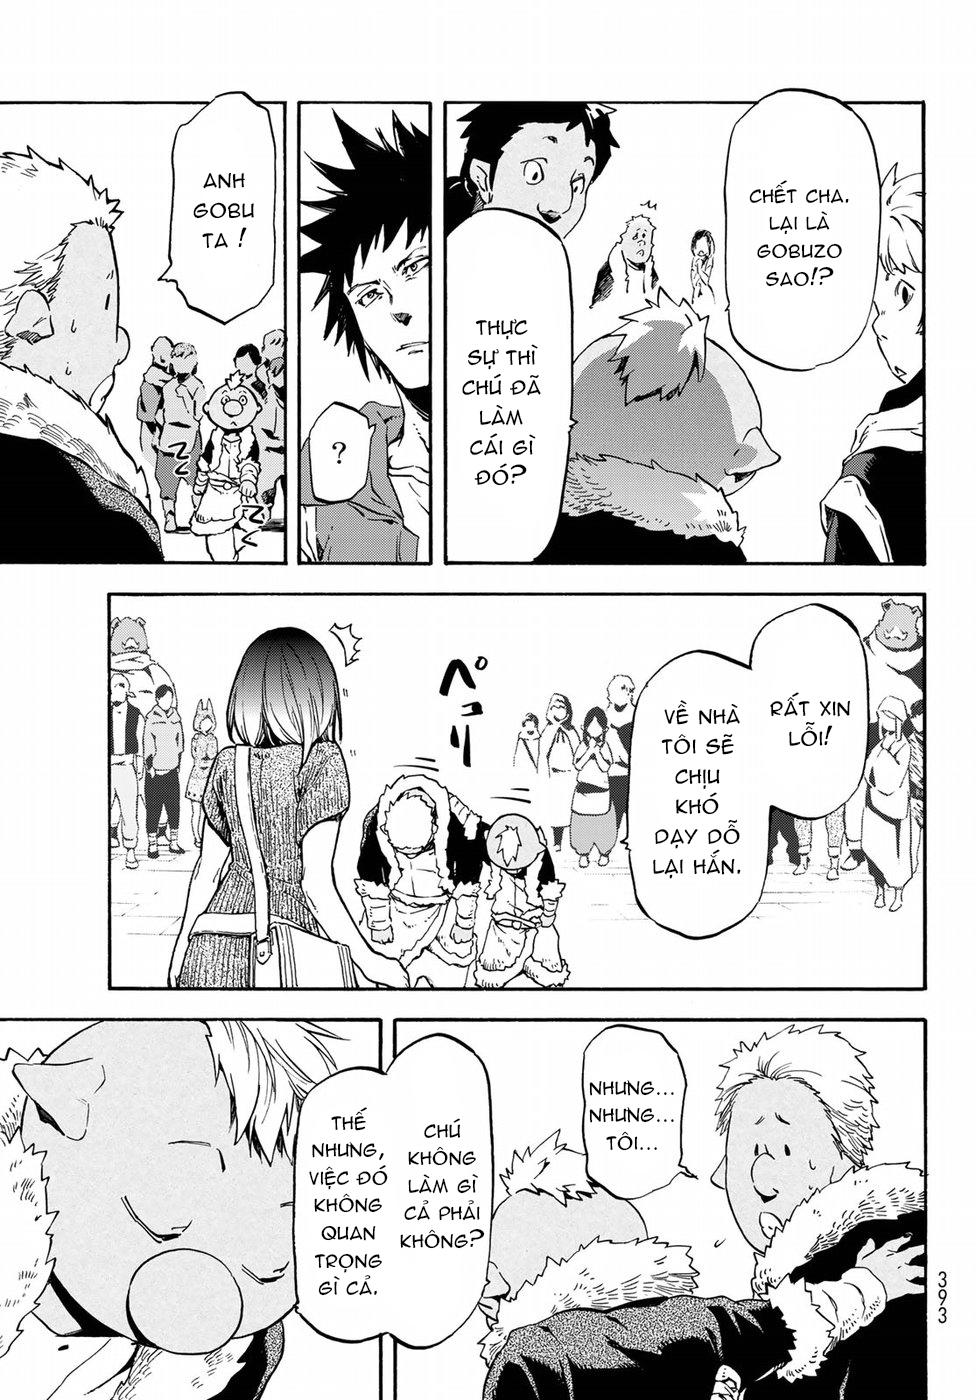 CHẾT CHA.
LẠI LÀ
GOBUZO
SAO!?
THỰC
SỰ THÌ
CHÚ ĐÃ
LÀM
CÁI GÌ
ĐÓ?
?
ANH
GOBU
TA!
RẤT XIN
LỖI!
VỀ NHÀ
TÔI SẼ
CHỊU
KHÓ
DẠY DỖ
LẠI HẮN.
ペコリ
NHƯNG...
NHƯNG...
TÔI...
CHÚ
KHÔNG
LÀM GÌ
CẢ PHẢI
KHÔNG?
THẾ
NHƯNG,
VIỆC ĐÓ
KHÔNG
QUAN
TRỌNG
GÌ CẢ.
393